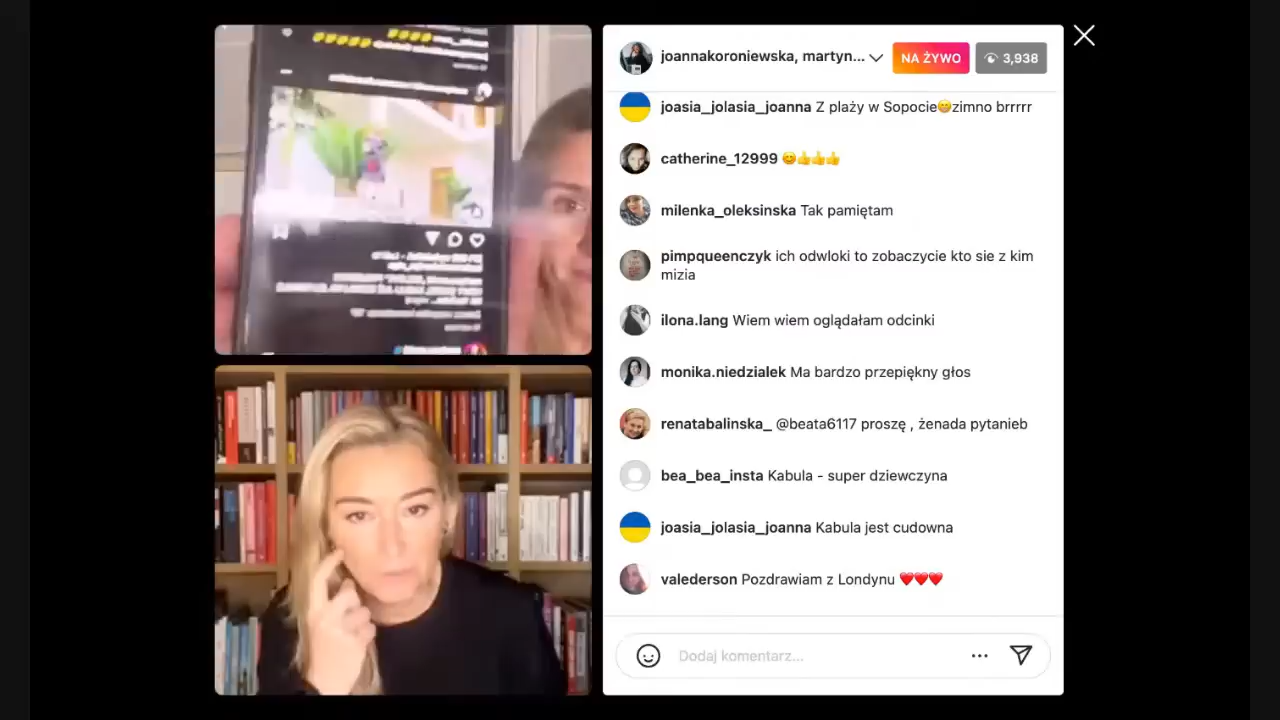 joannakoroniewska, martyn...
NA ŻYWO
3,938
joasia_jolasia_joanna Z plaży w Sopocie😁zimno brrrrr
catherine_12999 😊👍👍👍
milenka_oleksinska Tak pamiętam
pimpqueenczyk ich odwloki to zobaczycie kto sie z kim
mizia
ilona.lang Wiem wiem oglądałam odcinki
monika.niedzialek Ma bardzo przepiękny głos
renatabalinska_ @beata6117 proszę , żenada pytanieb
bea_bea_insta Kabula - super dziewczyna
joasia_jolasia_joanna Kabula jest cudowna
valederson Pozdrawiam z Londynu ❤️❤️❤️
Dodaj komentarz...